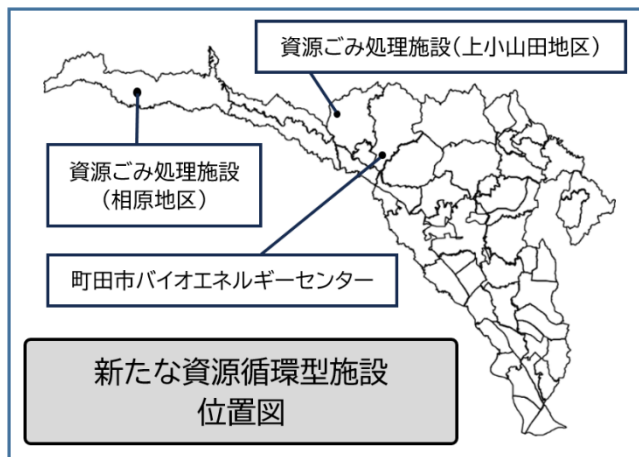 資源ごみ処理施設（上小山田地区）
資源ごみ処理施設
（相原地区）
町田市バイオエネルギーセンター
新たな資源循環型施設
位置図